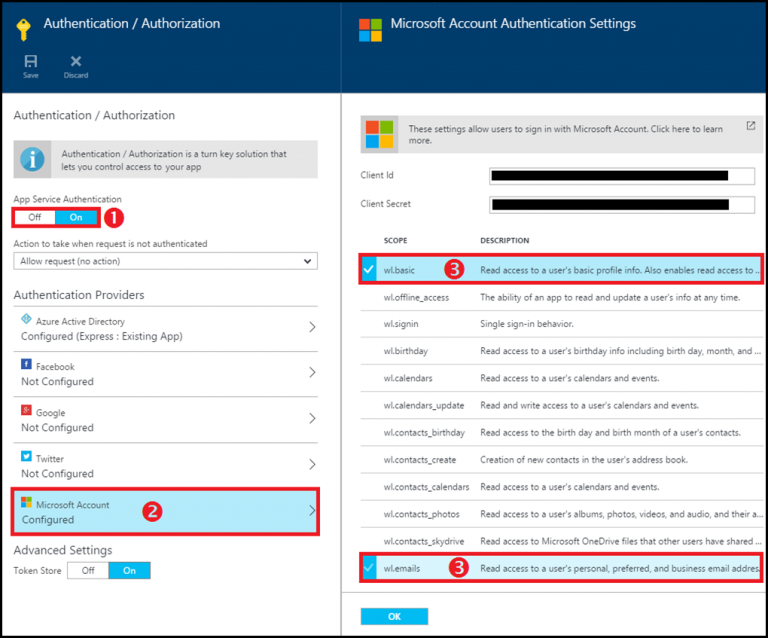 Authentication / Authorization
Save
Discard
Authentication / Authorization
Authentication / Authorization is a turn key solution that
lets you control access to your app
App Service Authentication
Off On 1
Action to take when request is not authenticated
Allow request (no action)
Authentication Providers
Azure Active Directory
Configured (Express : Existing App)
Facebook
Not Configured
Google
Not Configured
Twitter
Not Configured
Microsoft Account
Configured
2
Advanced Settings
Token Store Off On
Microsoft Account Authentication Settings
These settings allow users to sign in with Microsoft Account. Click here to learn
more.
Client Id
Client Secret
SCOPE DESCRIPTION
wl.basic 3 Read access to a user's basic profile info. Also enables read access to ...
wl.offline_access The ability of an app to read and update a user's info at any time.
wl.signin Single sign-in behavior.
wl.birthday Read access to a user's birthday info including birth day, month, and ...
wl.calendars Read access to a user's calendars and events.
wl.calendars_update Read and write access to a user's calendars and events.
wl.contacts_birthday Read access to the birth day and birth month of a user's contacts.
wl.contacts_create Creation of new contacts in the user's address book.
wl.contacts_calendars Read access to a user's calendars and events.
wl.contacts_photos Read access to a user's albums, photos, videos, and audio, and their a...
wl.contacts_skydrive Read access to Microsoft OneDrive files that other users have shared ...
wl.emails 3 Read access to a user's personal, preferred, and business email addres...
OK